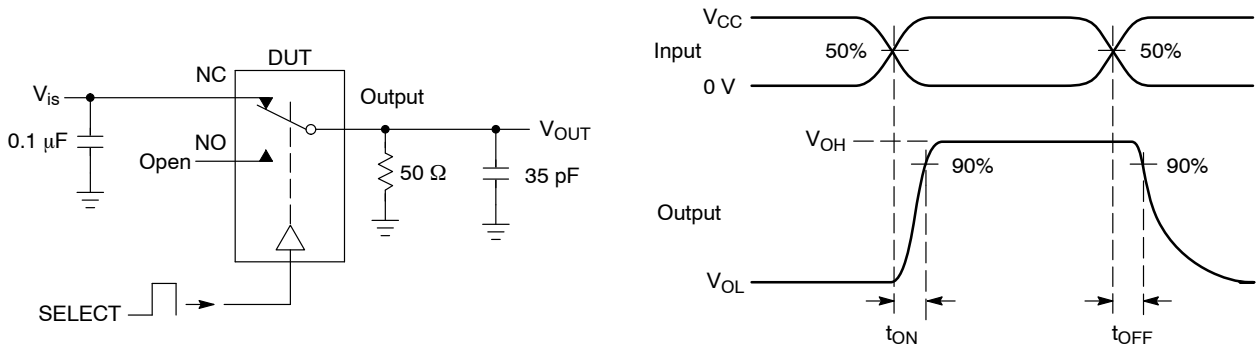 DUT
NC
V_is
Output
V_OUT
0.1 μF
NO
Open
50 Ω
35 pF
SELECT
V_CC
Input
50%
50%
0 V
V_OH
90%
90%
Output
V_OL
t_ON
t_OFF